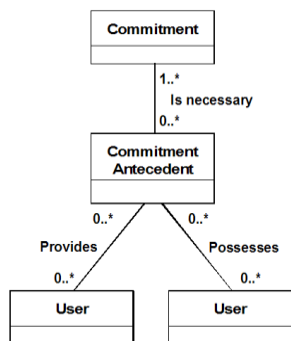 Commitment
1..*
Is necessary
0..*
Commitment
Antecedent
0..* 0..*
Provides Possesses
0..* 0..*
User User